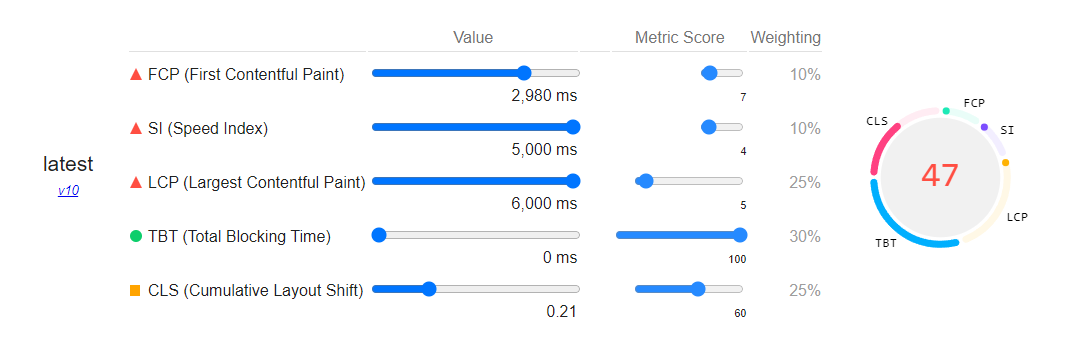 Value Metric Score Weighting
FCP (First Contentful Paint) 10%
2,980 ms 7
SI (Speed Index) 10%
5,000 ms 4
latest
v10
LCP (Largest Contentful Paint) 25%
6,000 ms 5
TBT (Total Blocking Time) 30%
0 ms 100
CLS (Cumulative Layout Shift) 25%
0.21 60
FCP
SI
CLS
47
LCP
TBT